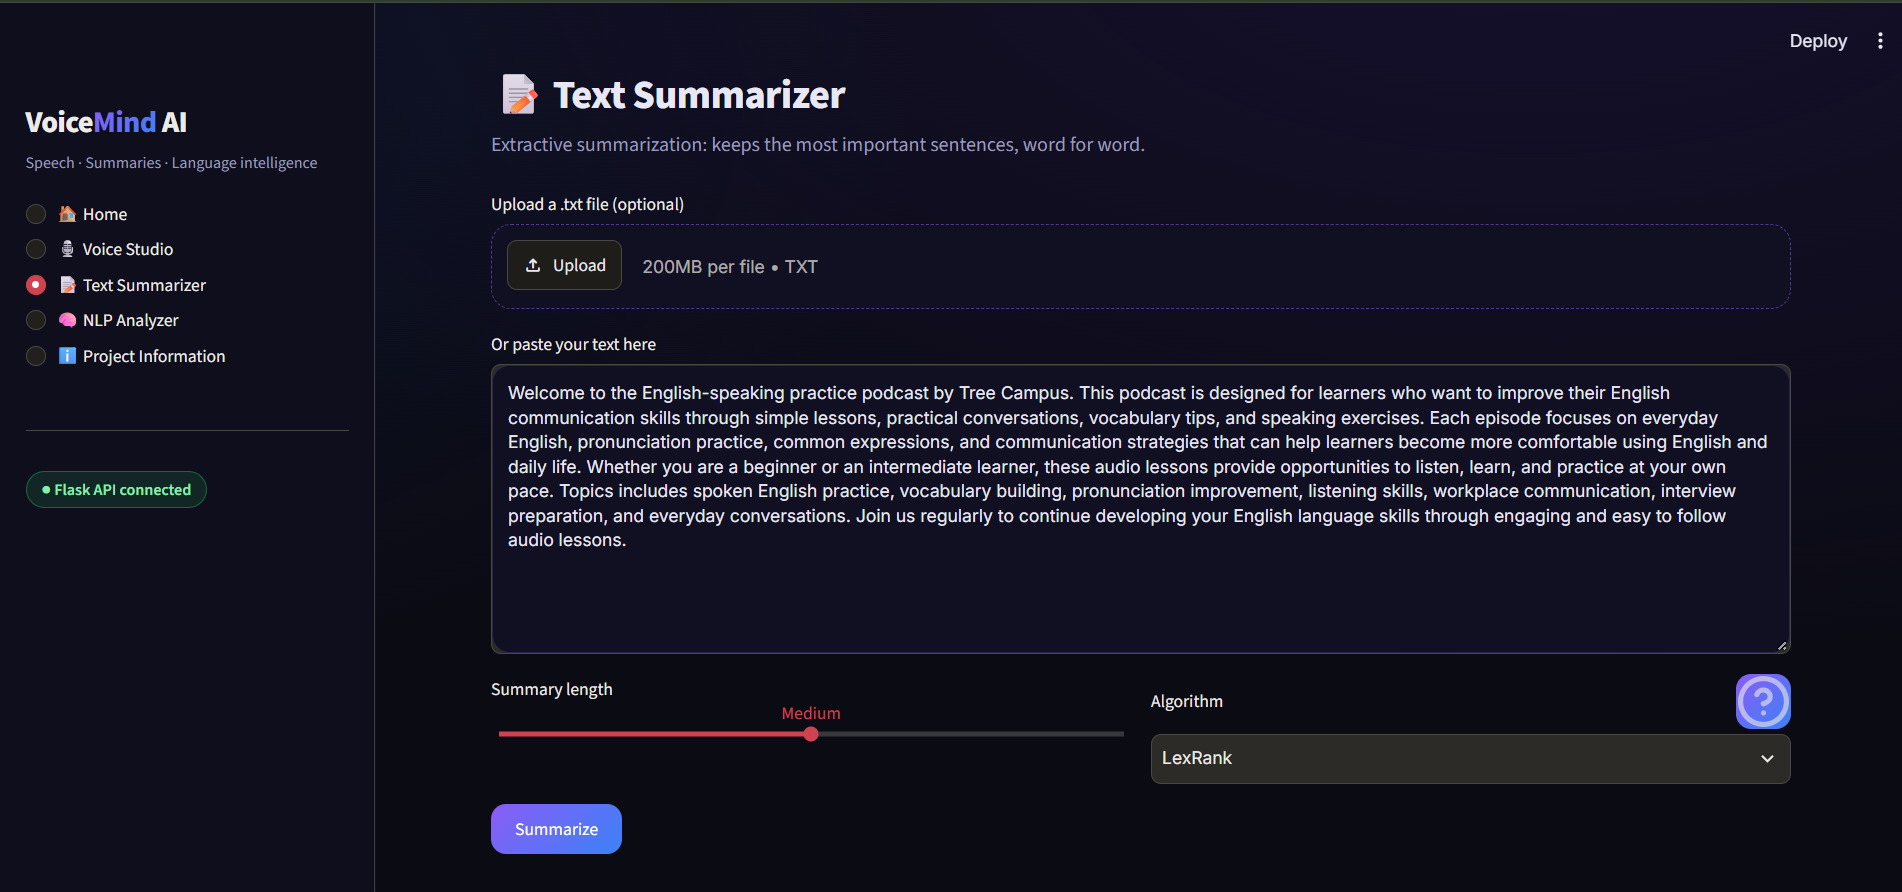 Deploy
VoiceMind AI
Speech · Summaries · Language intelligence
Home
Voice Studio
Text Summarizer
NLP Analyzer
Project Information
Flask API connected
Text Summarizer
Extractive summarization: keeps the most important sentences, word for word.
Upload a .txt file (optional)
Upload
200MB per file • TXT
Or paste your text here
Welcome to the English-speaking practice podcast by Tree Campus. This podcast is designed for learners who want to improve their English
communication skills through simple lessons, practical conversations, vocabulary tips, and speaking exercises. Each episode focuses on everyday
English, pronunciation practice, common expressions, and communication strategies that can help learners become more comfortable using English and
daily life. Whether you are a beginner or an intermediate learner, these audio lessons provide opportunities to listen, learn, and practice at your own
pace. Topics includes spoken English practice, vocabulary building, pronunciation improvement, listening skills, workplace communication, interview
preparation, and everyday conversations. Join us regularly to continue developing your English language skills through engaging and easy to follow
audio lessons.
Summary length
Medium
Algorithm
LexRank
Summarize